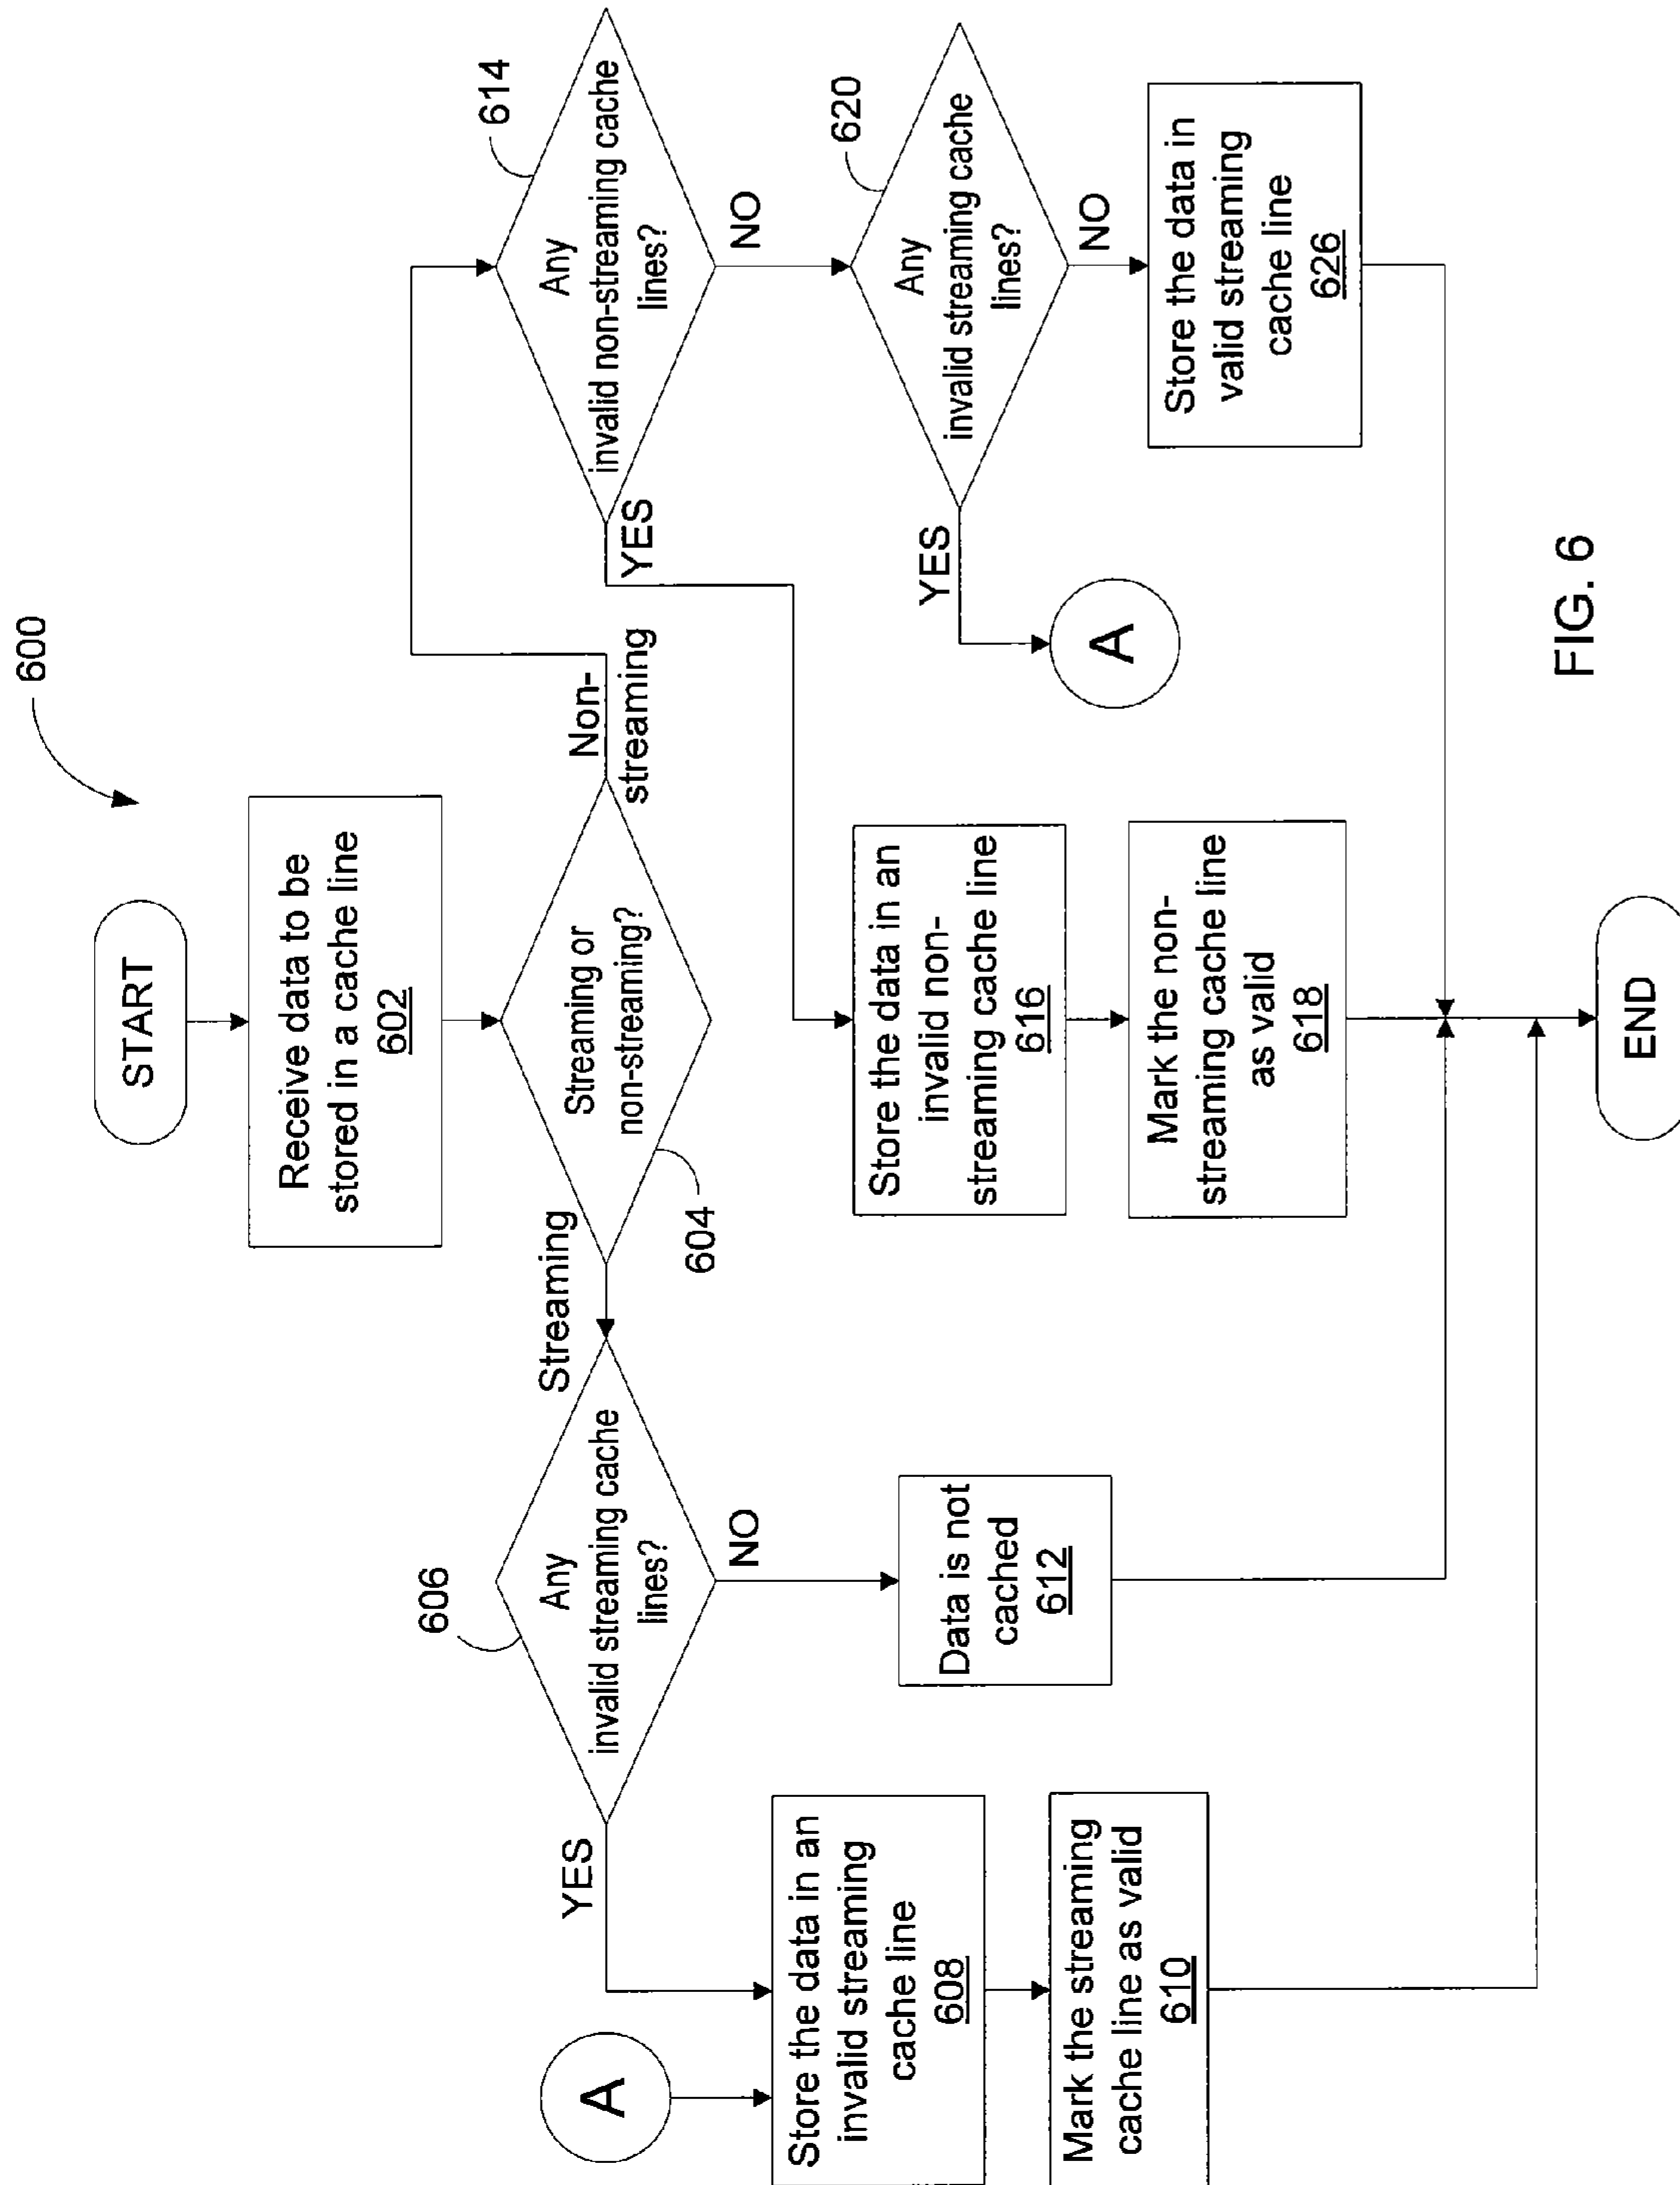 600
START
Receive data to be
stored in a cache line
602
Streaming or
non-streaming?
604
Streaming
Non-
streaming
606
Any
invalid streaming cache
lines?
YES
NO
A
Store the data in an
invalid streaming
cache line
608
Mark the streaming
cache line as valid
610
Data is not
cached
612
614
Any
invalid non-streaming cache
lines?
YES
NO
Store the data in an
invalid non-
streaming cache line
616
Mark the non-
streaming cache line
as valid
618
620
Any
invalid streaming cache
lines?
YES
NO
A
Store the data in
valid streaming
cache line
626
END
FIG. 6